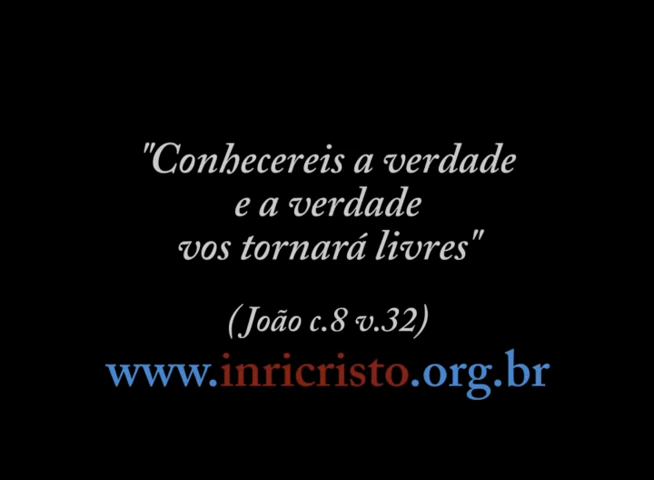 "Conhecereis a verdade
e a verdade
vos tornará livres"
(João c.8 v.32)
www.inricristo.org.br